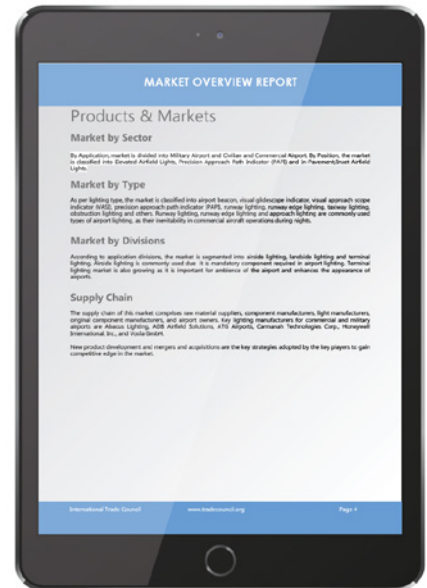 MARKET OVERVIEW REPORT
Products & Markets
Market by Sector
By Application, market is divided into Military Airport and Civilian and Commercial Airport. By Position, the market
is classified into Elevated Airfield Lights, Precision Approach Path Indicator (PAPI) and In-Pavement/Inset Airfield
Lights.
Market by Type
As per lighting type, the market is classified into airport beacon, visual glideslope indicator, visual approach scope
indicator (VASI), precision approach path indicator (PAPI), runway lighting, runway edge lighting, taxiway lighting,
obstruction lighting and others. Runway lighting, runway edge lighting and approach lighting are commonly used
types of airport lighting, as their inevitability in commercial aircraft operations during nights.
Market by Divisions
According to application divisions, the market is segmented into airside lighting, landside lighting and terminal
lighting. Airside lighting is commonly used due it is mandatory component required in airport lighting. Terminal
lighting market is also growing as it is important for ambience of the airport and enhances the appearance of
airports.
Supply Chain
The supply chain of this market comprises raw material suppliers, component manufacturers, light manufacturers,
original component manufacturers, and airport owners. Key lighting manufacturers for commercial and military
airports are Abacus Lighting, ADB Airfield Solutions, ATG Airports, Carmanah Technologies Corp., Honeywell
International, Inc., and Vosla GmbH.
New product development and mergers and acquisitions are the key strategies adopted by the key players to gain
competitive edge in the market.
International Trade Council www.tradecouncil.org Page 4